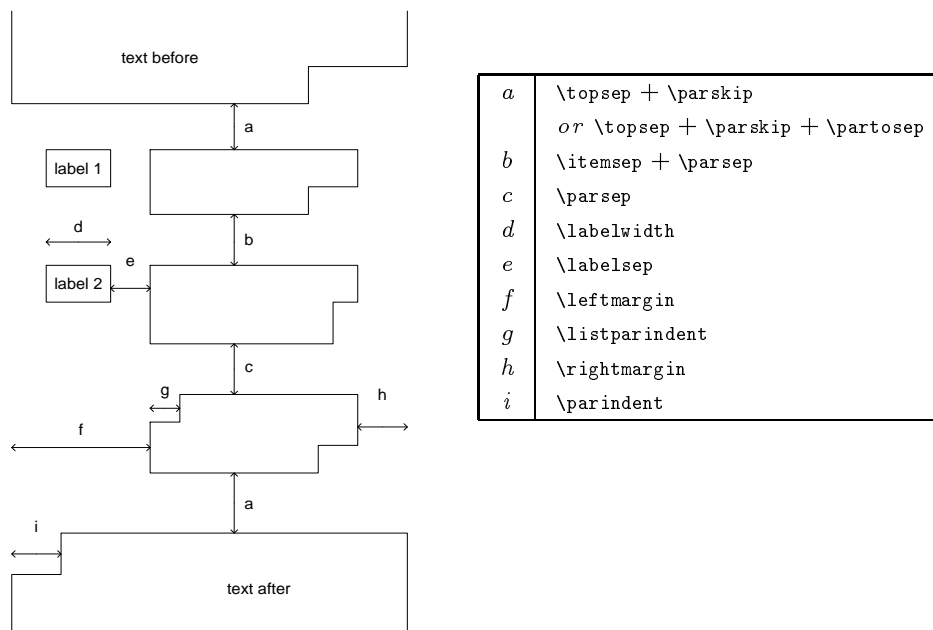 text before
a
label 1
d
b
e
label 2
c
g
h
f
a
i
text after
a \topsep + \parskip
or \topsep + \parskip + \partosep
b \itemsep + \parsep
c \parsep
d \labelwidth
e \labelsep
f \leftmargin
g \listparindent
h \rightmargin
i \parindent